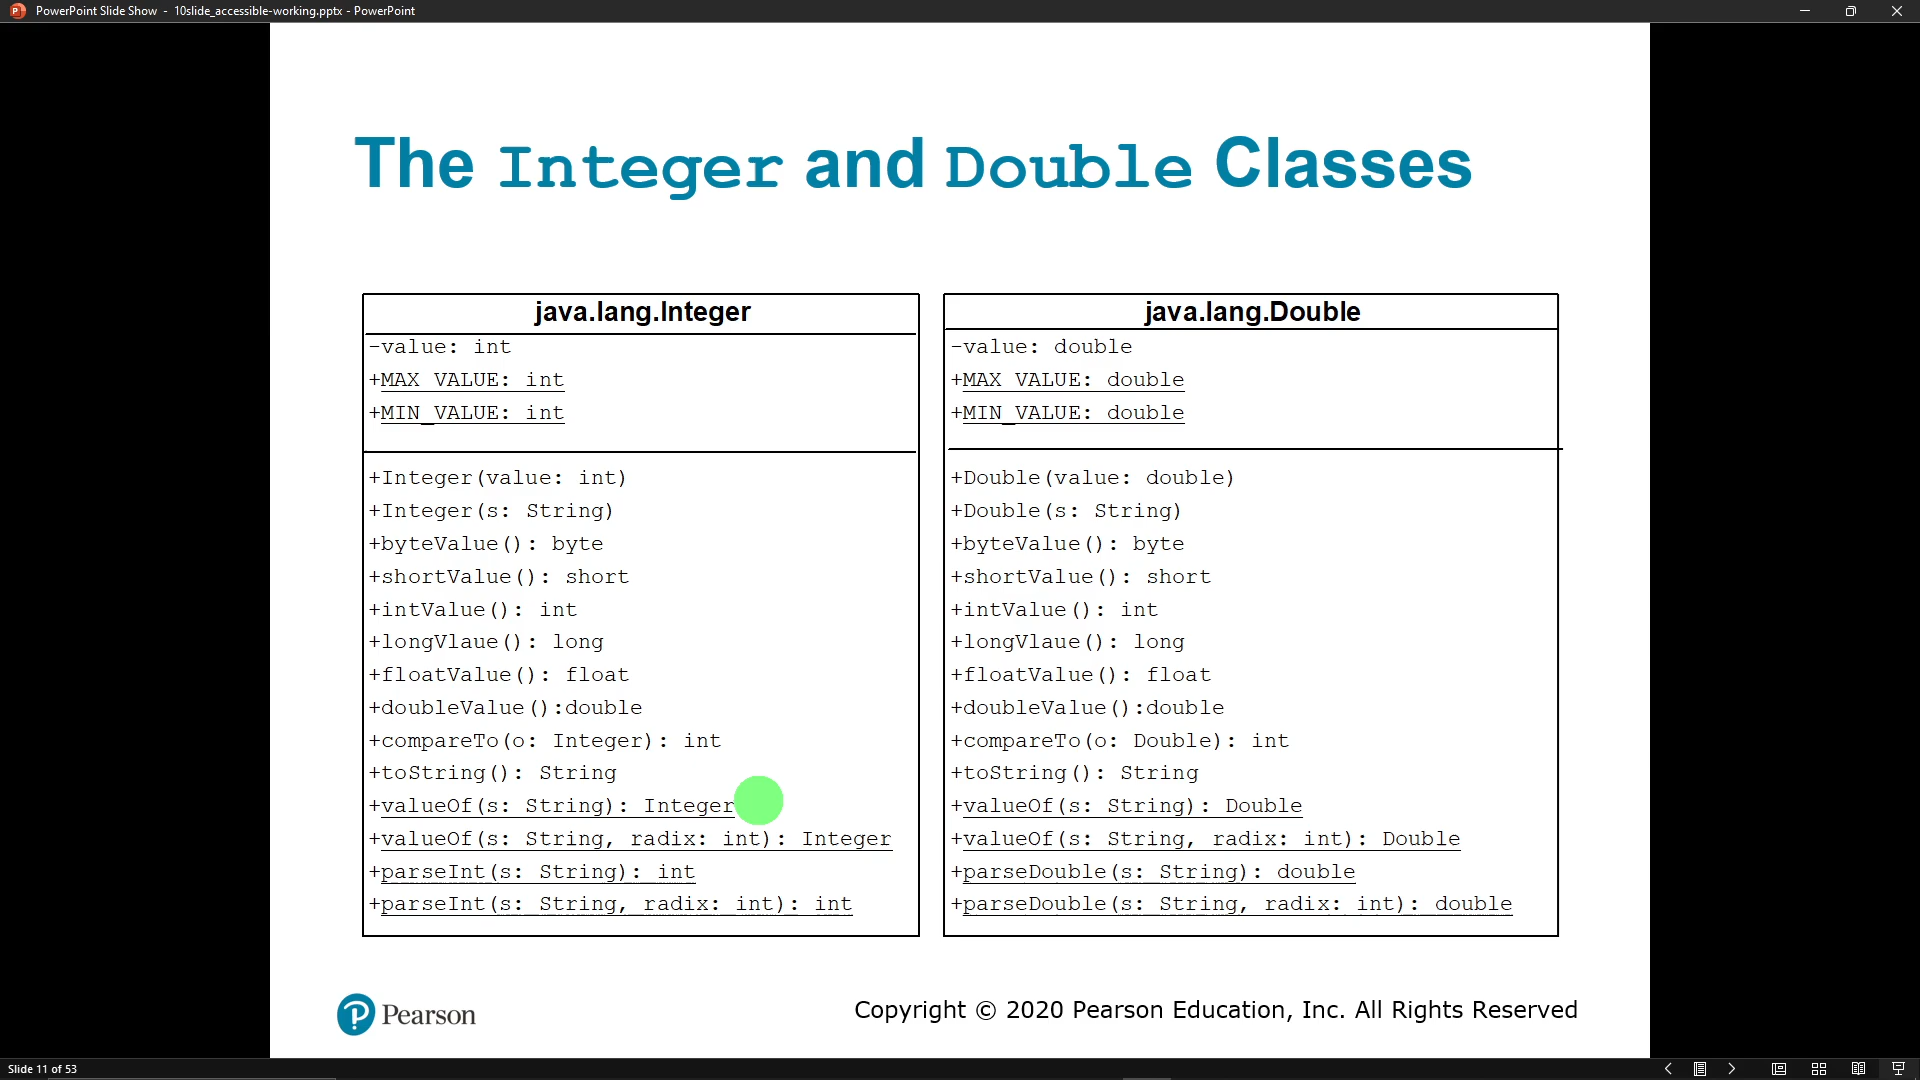 PowerPoint Slide Show - 10slide_accessible-working.pptx - PowerPoint
The Integer and Double Classes
java.lang.Integer
-value: int
+MAX_VALUE: int
+MIN_VALUE: int
+Integer(value: int)
+Integer(s: String)
+byteValue(): byte
+shortValue(): short
+intValue(): int
+longVlaue(): long
+floatValue(): float
+doubleValue():double
+compareTo(o: Integer): int
+toString(): String
+valueOf(s: String): Integer
+valueOf(s: String, radix: int): Integer
+parseInt(s: String): int
+parseInt(s: String, radix: int): int
java.lang.Double
-value: double
+MAX_VALUE: double
+MIN_VALUE: double
+Double(value: double)
+Double(s: String)
+byteValue(): byte
+shortValue(): short
+intValue(): int
+longVlaue(): long
+floatValue(): float
+doubleValue():double
+compareTo(o: Double): int
+toString(): String
+valueOf(s: String): Double
+valueOf(s: String, radix: int): Double
+parseDouble(s: String): double
+parseDouble(s: String, radix: int): double
Pearson
Copyright © 2020 Pearson Education, Inc. All Rights Reserved
Slide 11 of 53